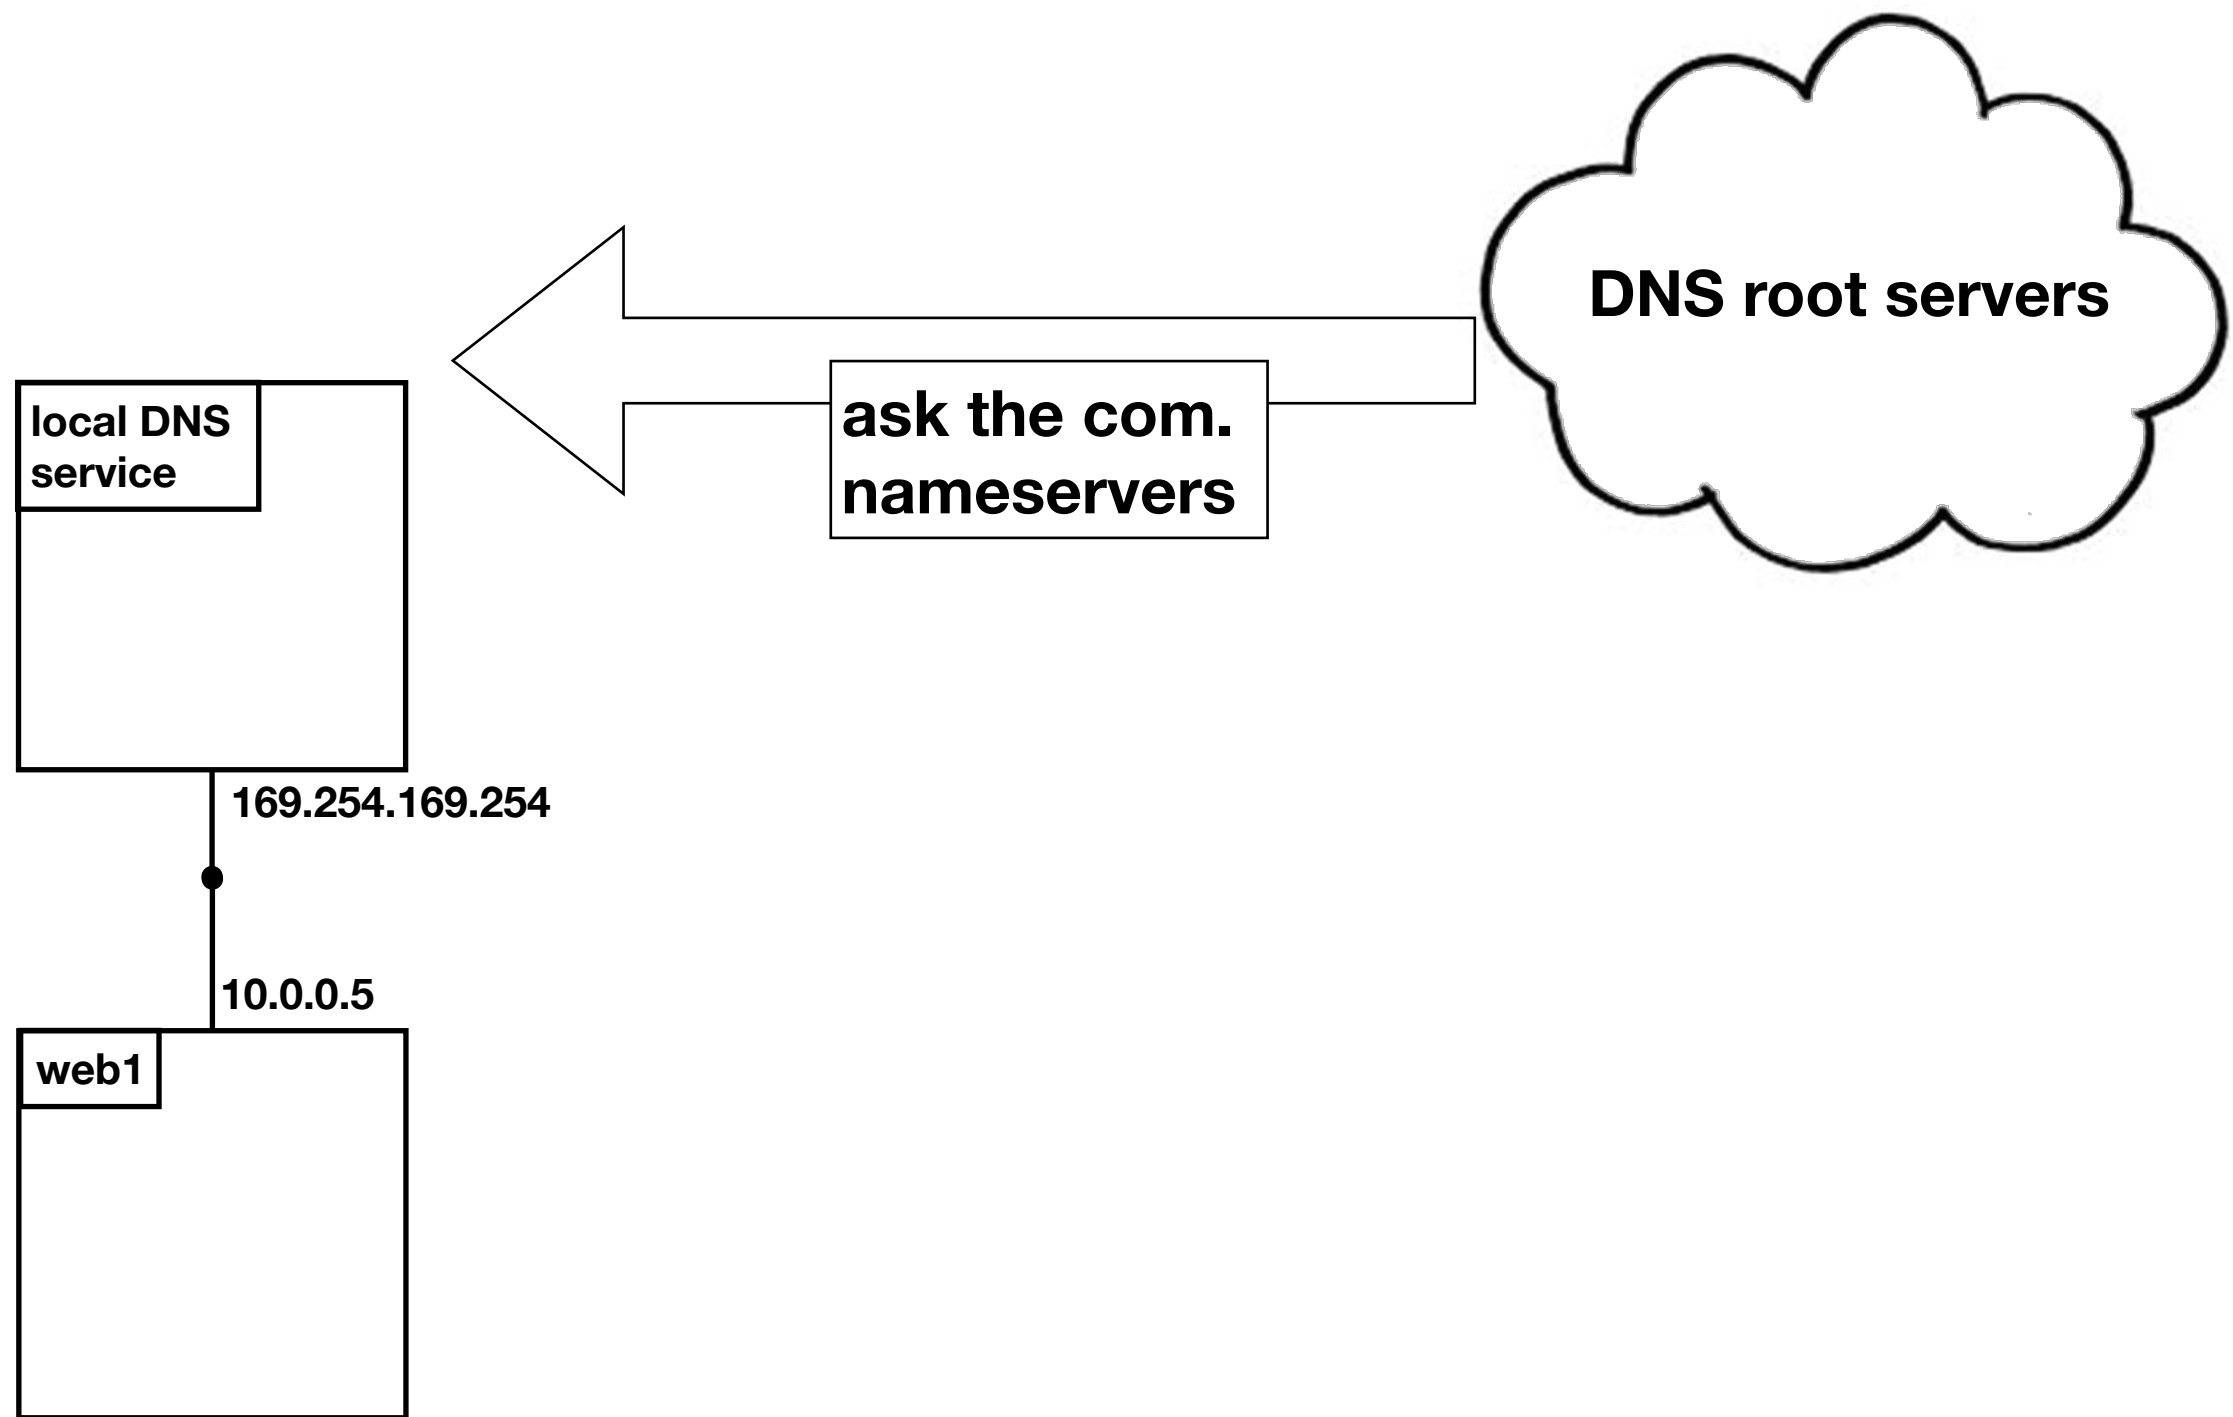 DNS root servers
ask the com.
nameservers
local DNS
service
169.254.169.254
10.0.0.5
web1